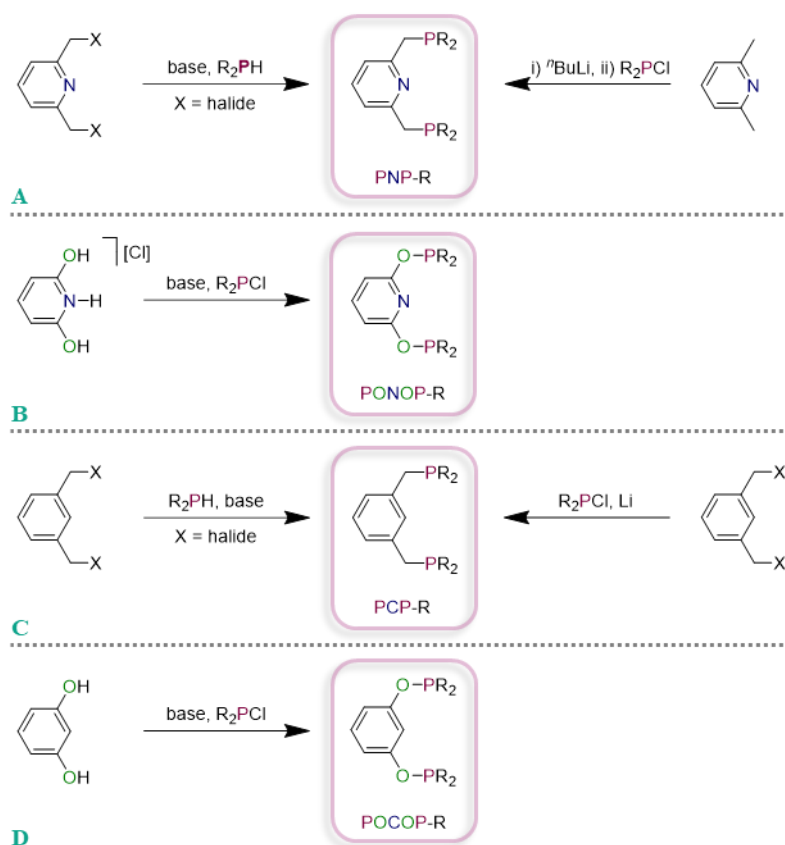 X
N
X
base, R₂PH
X = halide
PR₂
N
PR₂
PNP-R
i) ⁿBuLi, ii) R₂PCl
N
A
OH
N-H
OH
[Cl]
base, R₂PCl
O-PR₂
N
O-PR₂
PONOP-R
B
X
X
R₂PH, base
X = halide
PR₂
PR₂
PCP-R
R₂PCl, Li
X
X
C
OH
OH
base, R₂PCl
O-PR₂
O-PR₂
POCOP-R
D